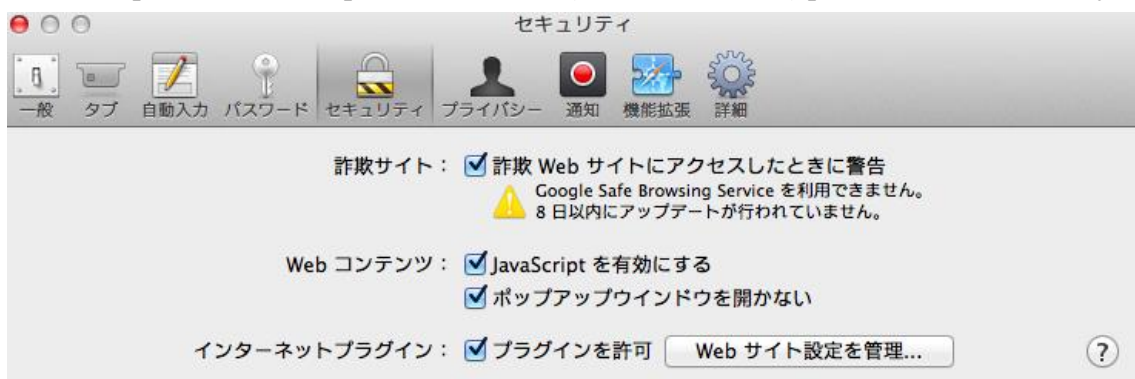 セキュリティ
一般 タブ 自動入力 パスワード セキュリティ プライバシー 通知 機能拡張 詳細
詐欺サイト： 詐欺 Web サイトにアクセスしたときに警告
Google Safe Browsing Service を利用できません。
8 日以内にアップデートが行われていません。
Web コンテンツ： JavaScript を有効にする
ポップアップウインドウを開かない
インターネットプラグイン： プラグインを許可 Web サイト設定を管理... ?